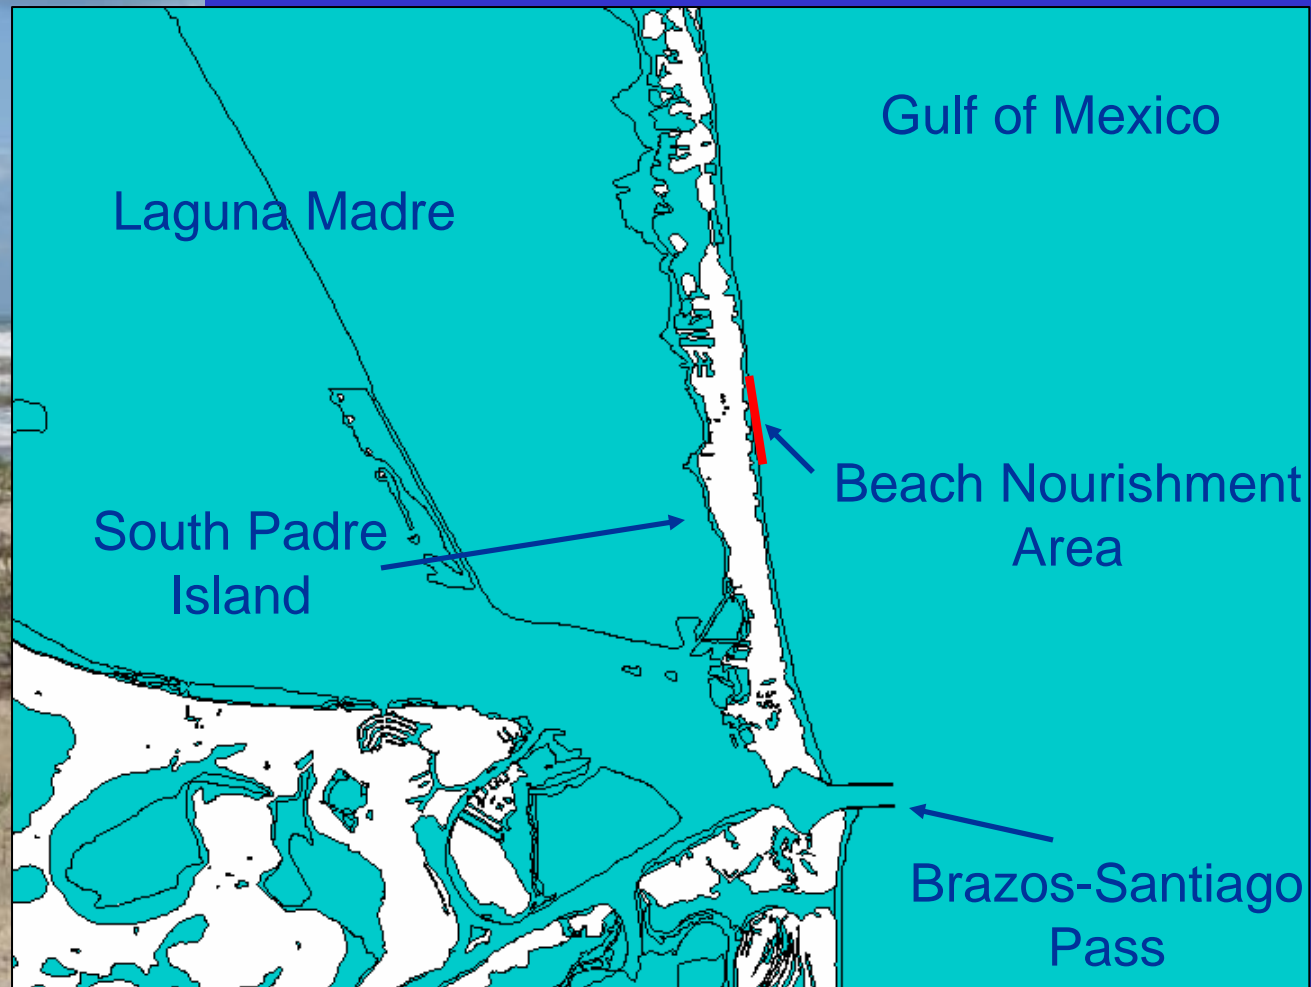 Gulf of Mexico
Laguna Madre
Beach Nourishment
Area
South Padre
Island
Brazos-Santiago
Pass